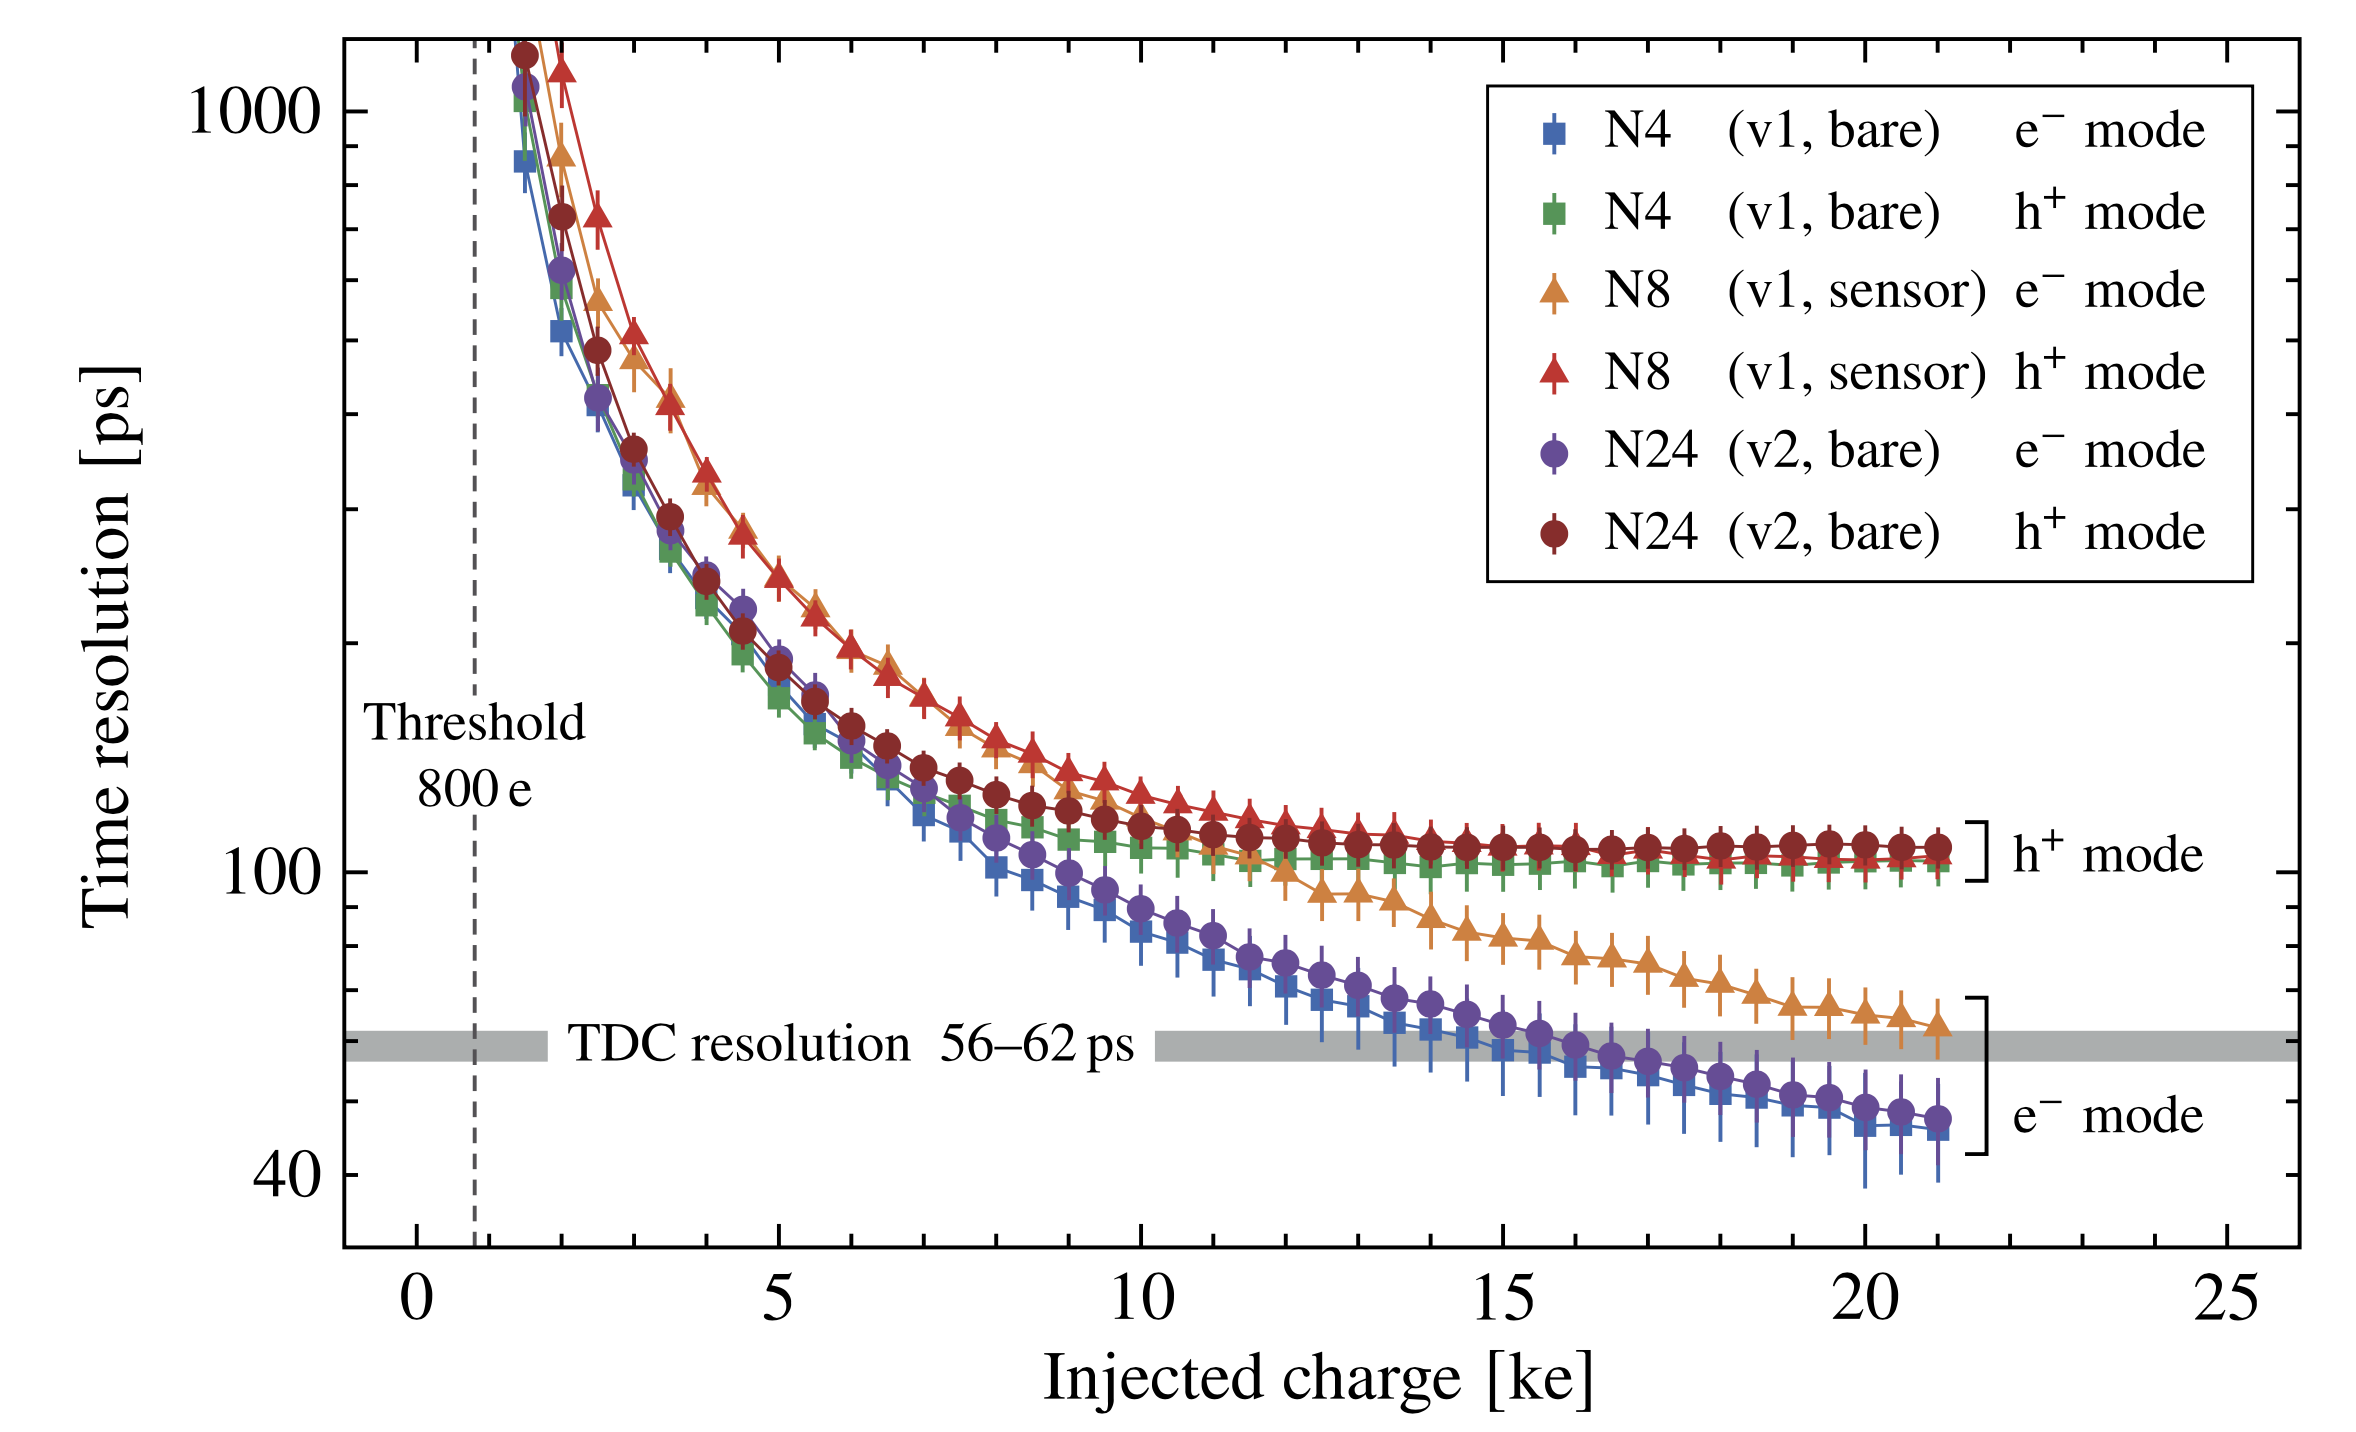 1000
100
40
Time resolution [ps]
N4 (v1, bare) e⁻ mode
N4 (v1, bare) h⁺ mode
N8 (v1, sensor) e⁻ mode
N8 (v1, sensor) h⁺ mode
N24 (v2, bare) e⁻ mode
N24 (v2, bare) h⁺ mode
Threshold
800 e
h⁺ mode
TDC resolution 56–62 ps
e⁻ mode
0 5 10 15 20 25
Injected charge [ke]